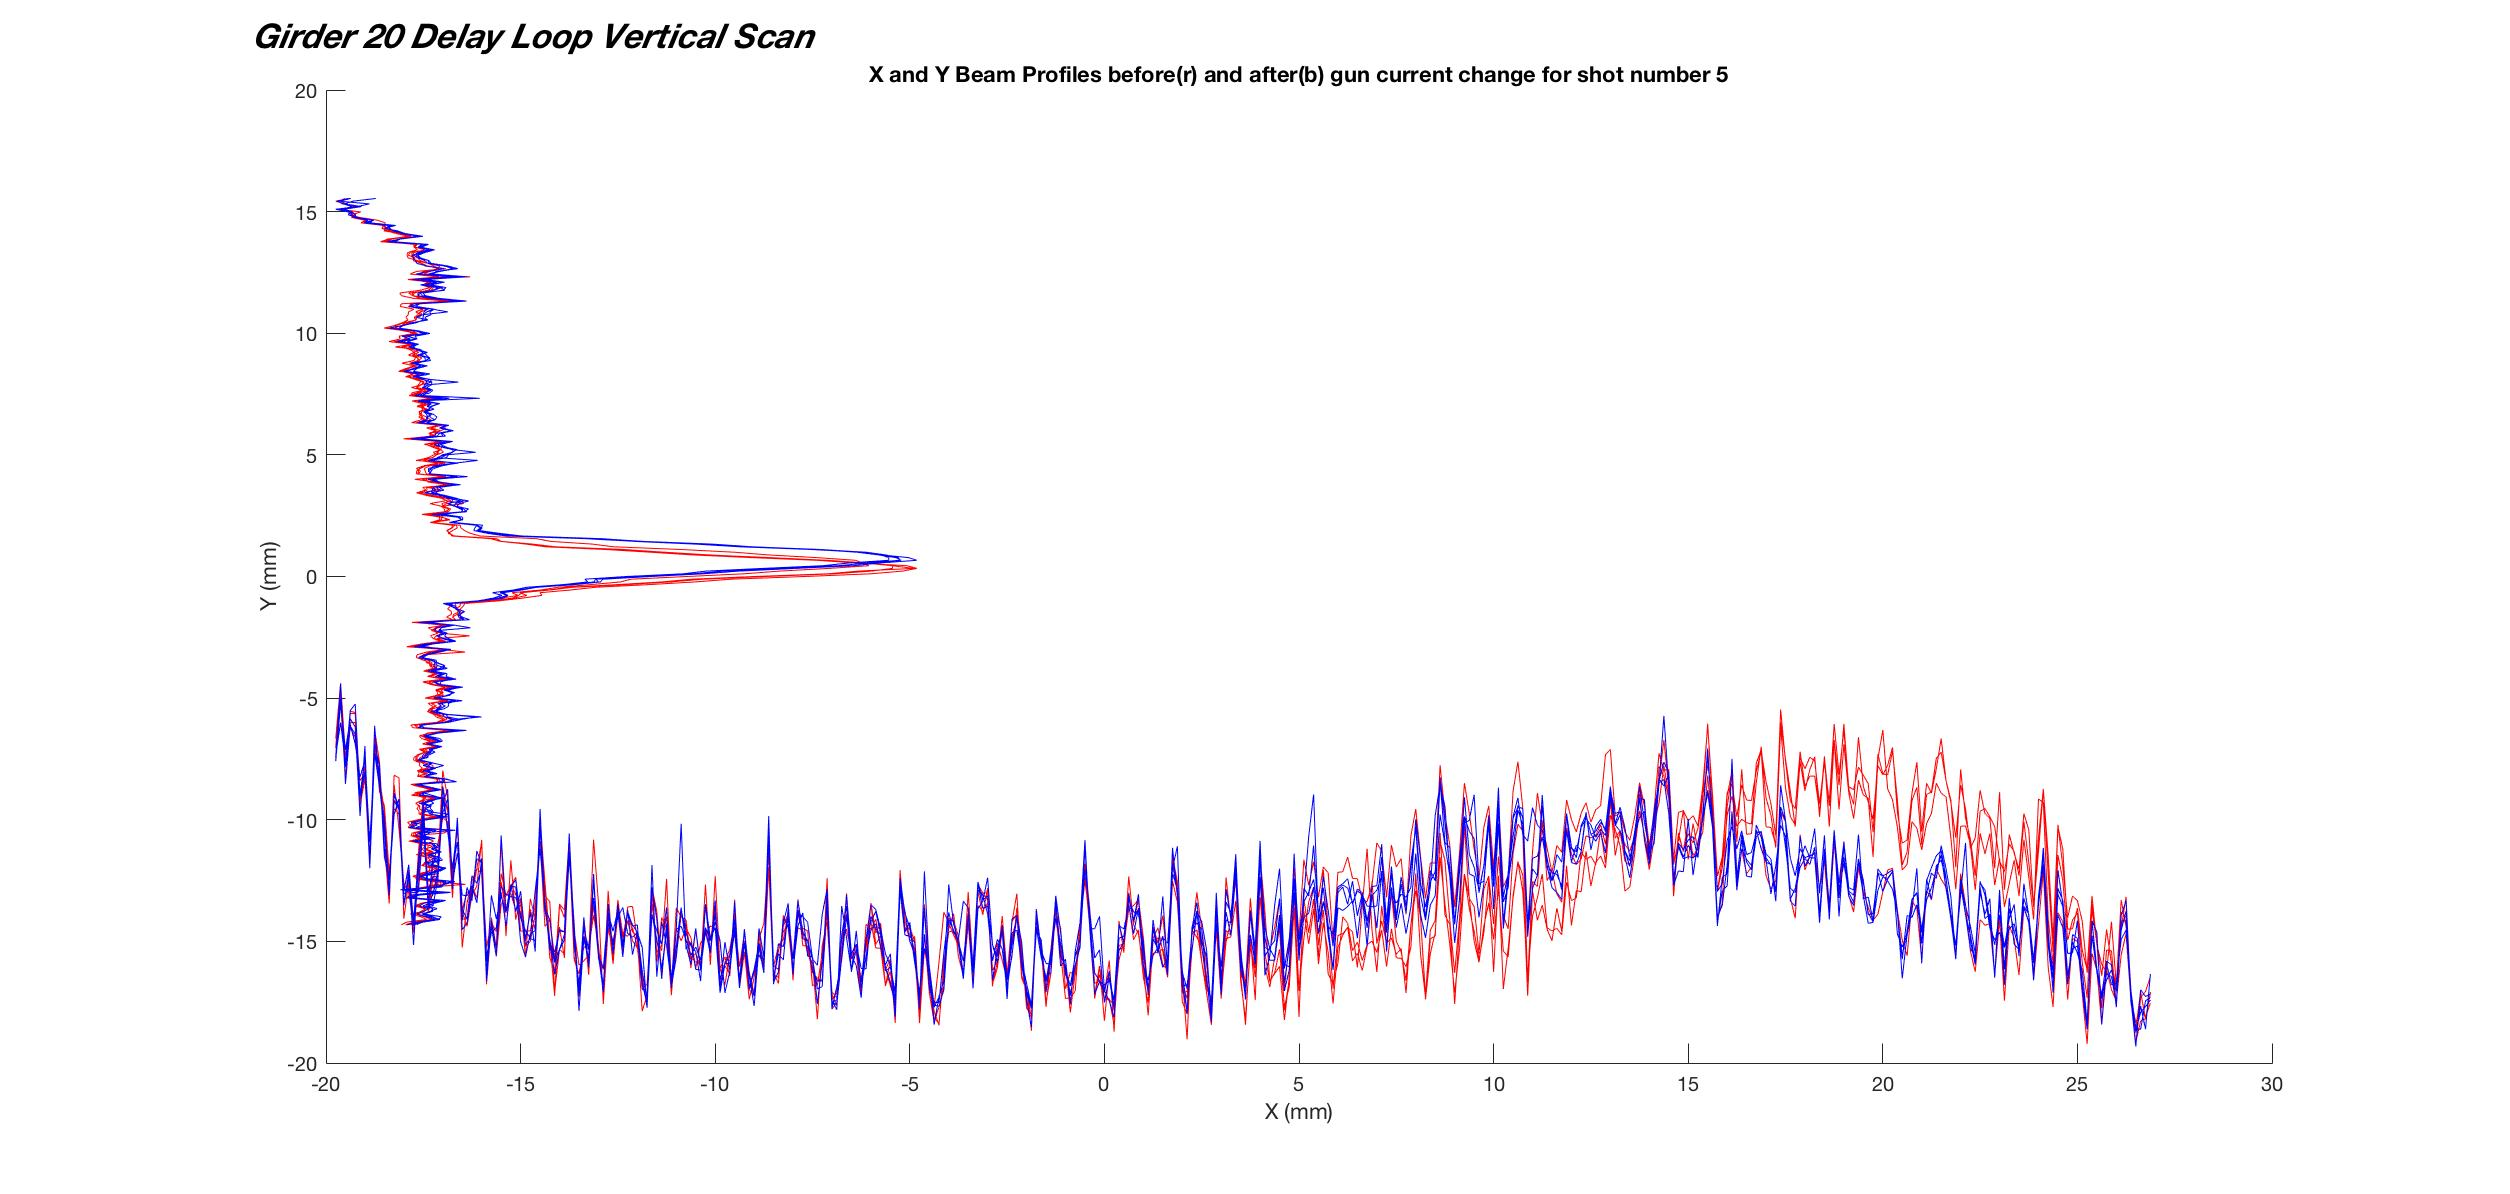 Girder 20 Delay Loop Vertical Scan
X and Y Beam Profiles before(r) and after(b) gun current change for shot number 5
20
15
10
5
0
-5
-10
-15
-20
Y (mm)
-20 -15 -10 -5 0 5 10 15 20 25 30
X (mm)